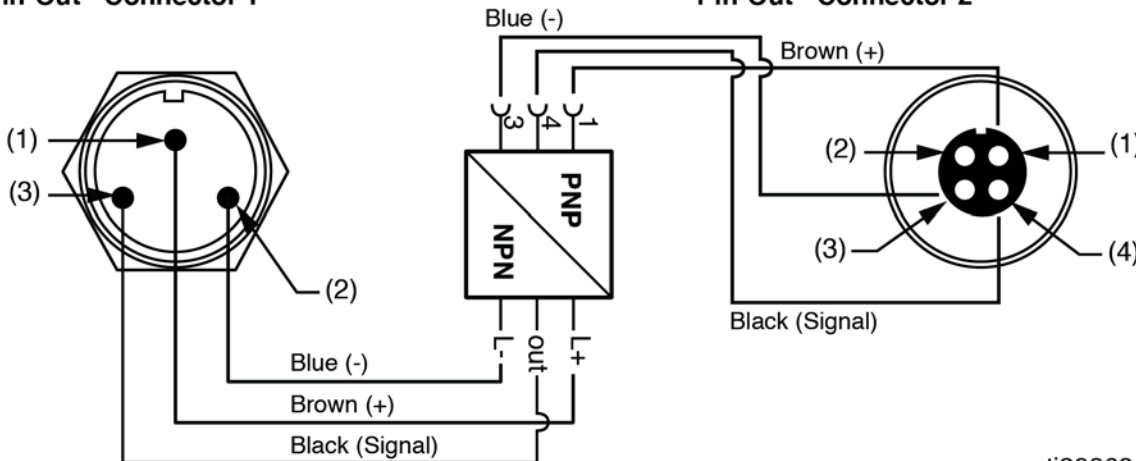 Blue (-)
Brown (+)
(1)
(3)
(2)
3
4
1
PNP
NPN
L-
out
L+
(2)
(1)
(3)
(4)
Black (Signal)
Blue (-)
Brown (+)
Black (Signal)